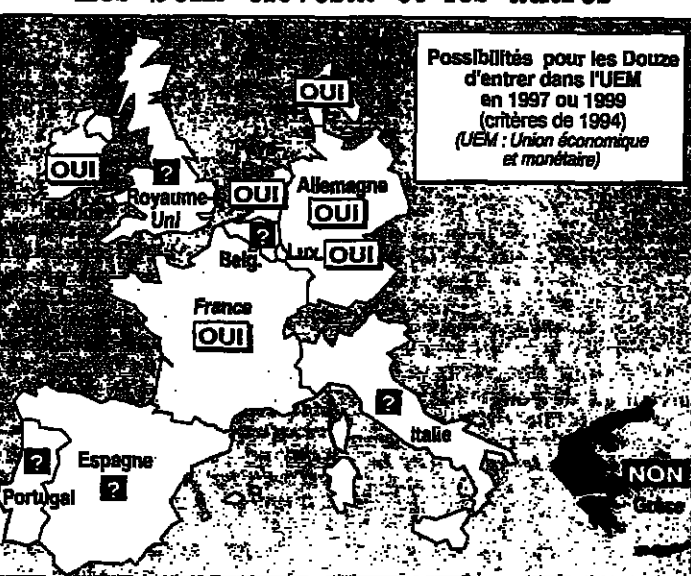 Possibilités pour les Douze
d'entrer dans l'UEM
en 1997 ou 1999
(critères de 1994)
(UEM : Union économique
et monétaire)
OUI
OUI
?
Royaume-
Uni
OUI
Allemagne
OUI
?
Belg.
Lux.
OUI
France
OUI
?
Italie
?
Portugal
Espagne
?
NON
Grèce